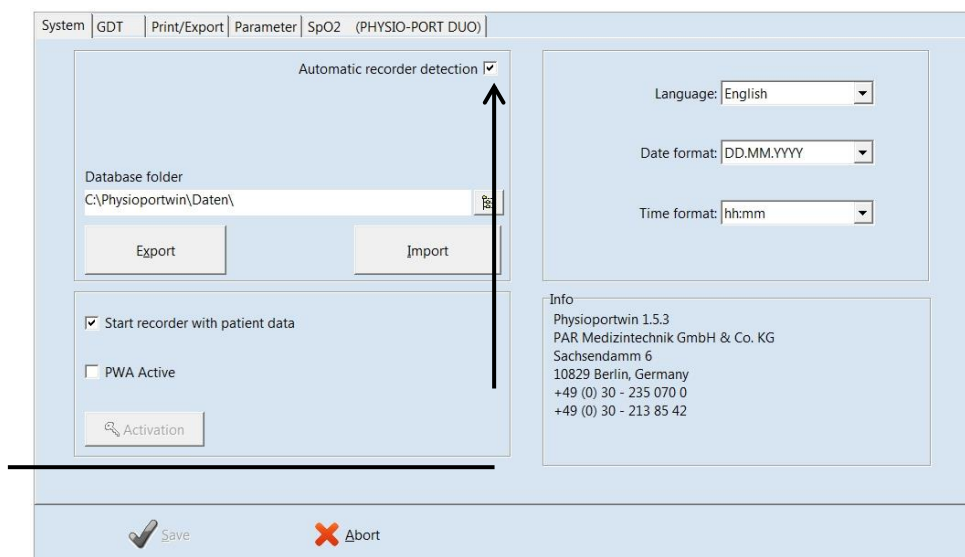 System GDT Print/Export Parameter SpO2 (PHYSIO-PORT DUO)
Automatic recorder detection
Database folder
C:\Physioportwin\Daten\
Export Import
Start recorder with patient data
PWA Active
Activation
Language: English
Date format: DD.MM.YYYY
Time format: hh:mm
Info
Physioportwin 1.5.3
PAR Medizintechnik GmbH & Co. KG
Sachsendamm 6
10829 Berlin, Germany
+49 (0) 30 - 235 070 0
+49 (0) 30 - 213 85 42
Save Abort